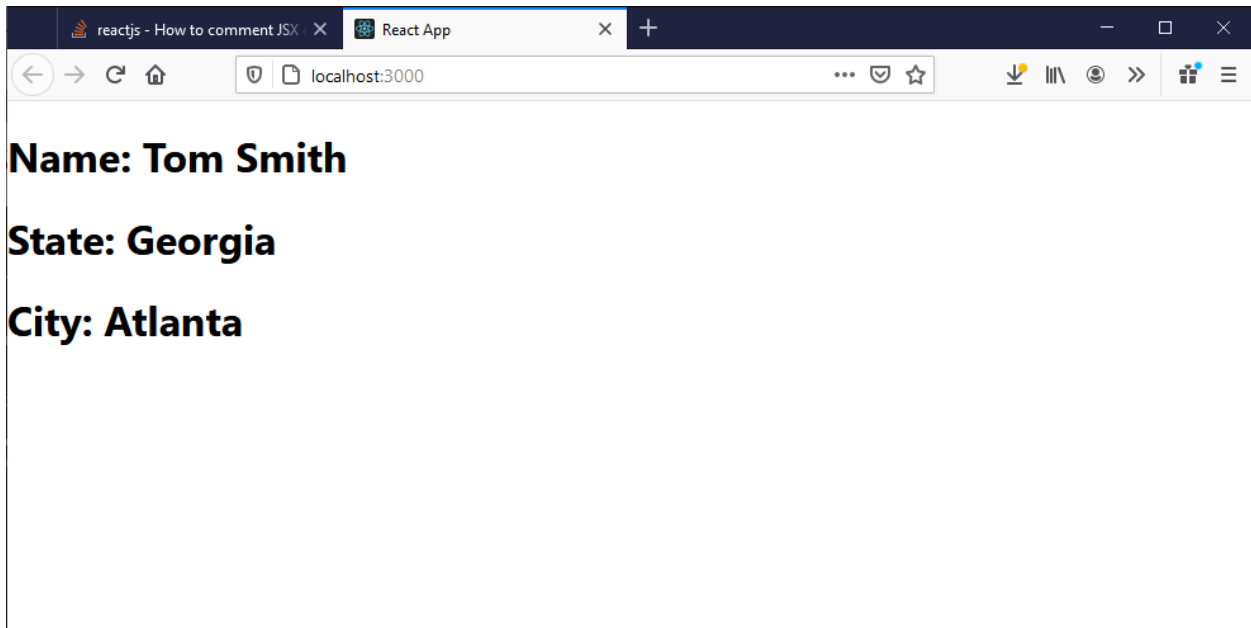 reactjs - How to comment JSX
React App
localhost:3000
Name: Tom Smith
State: Georgia
City: Atlanta